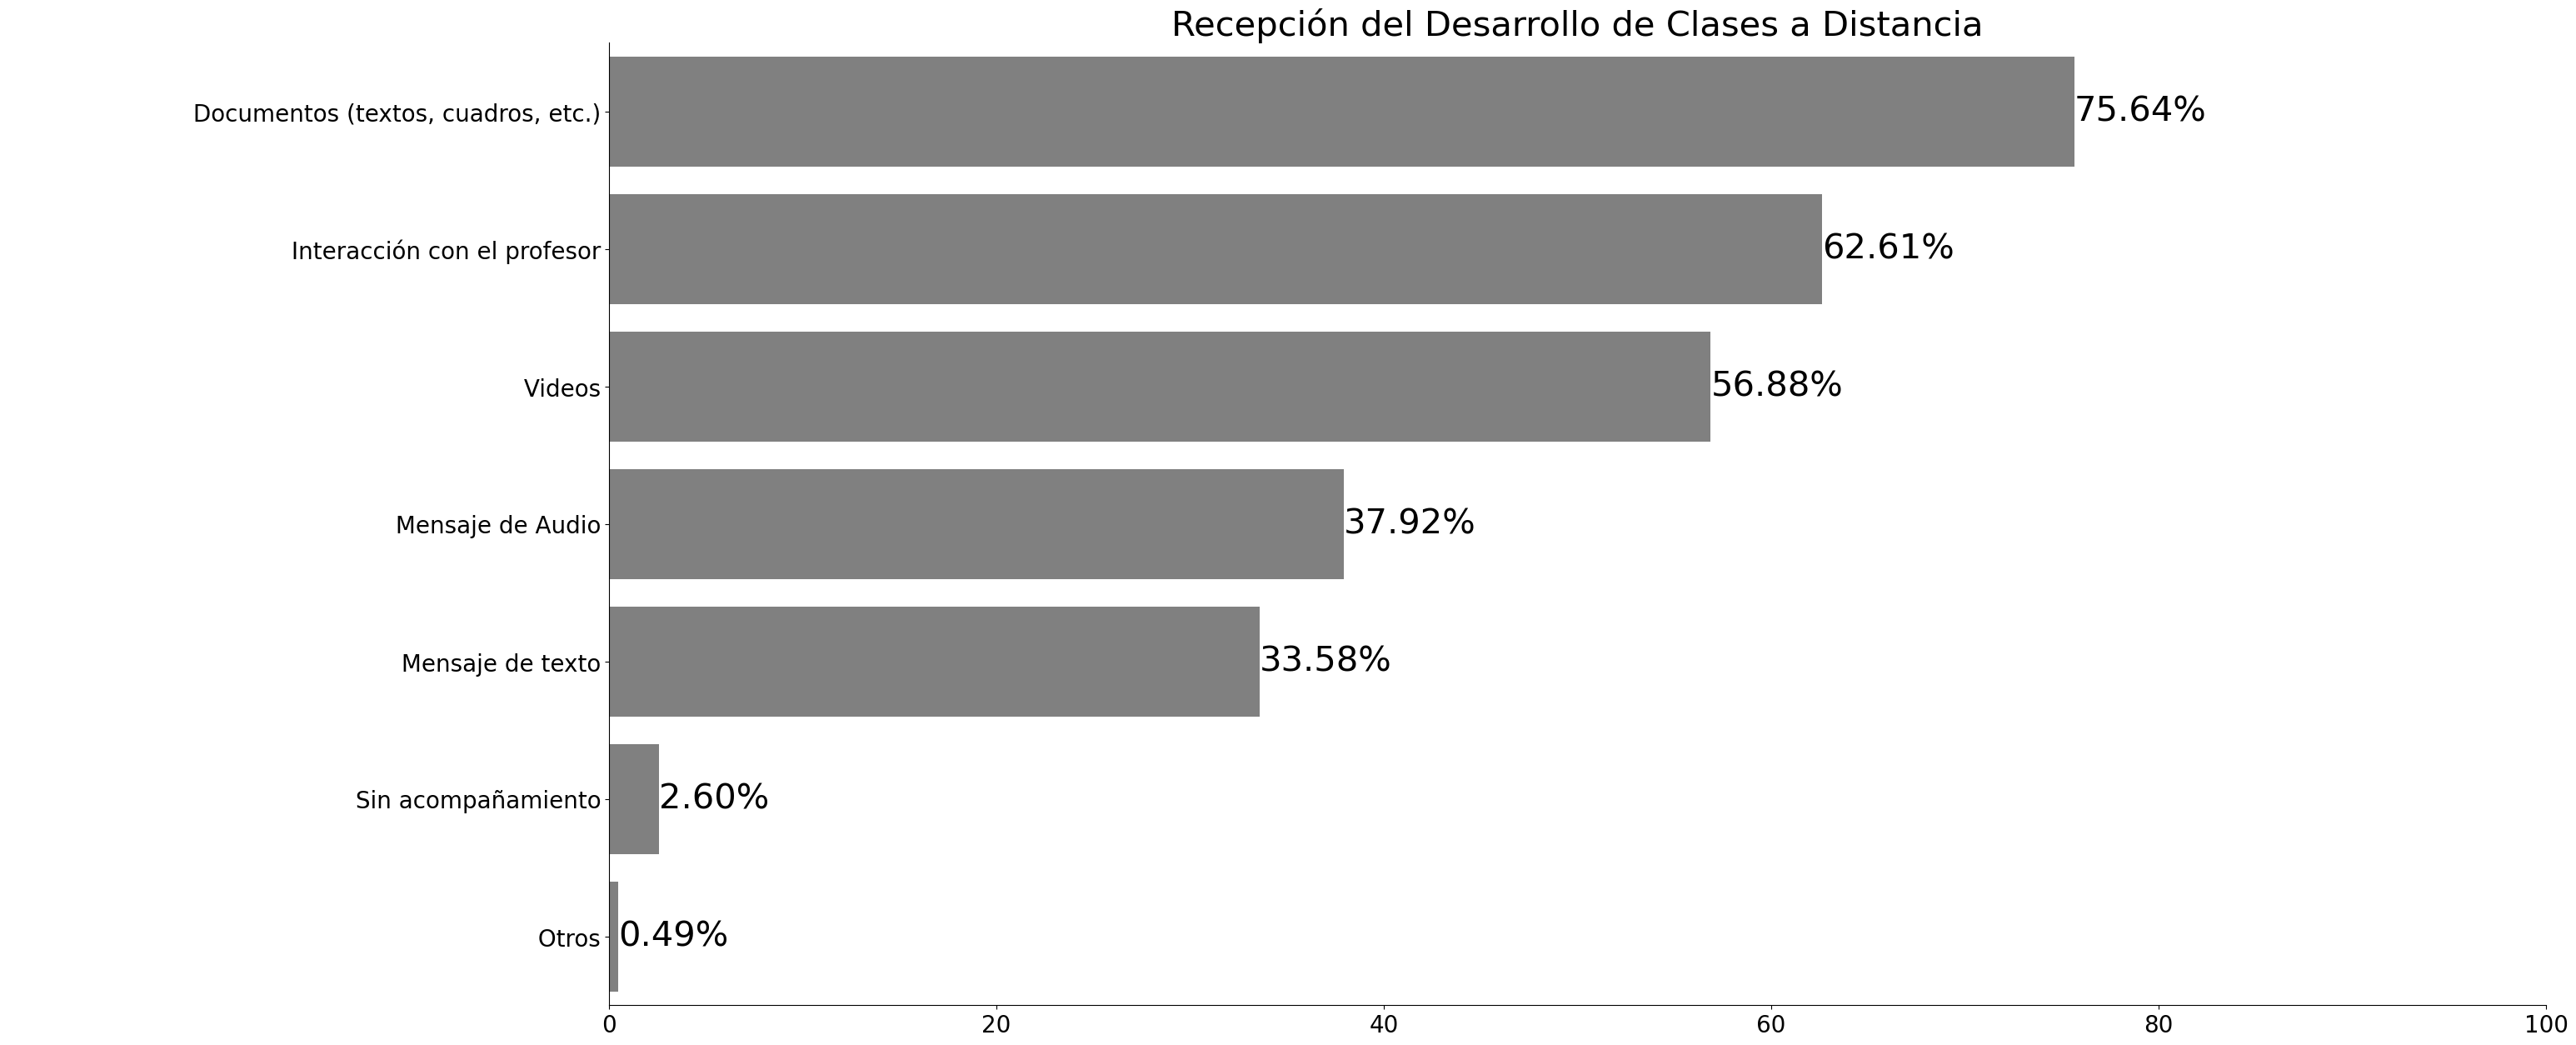 Recepción del Desarrollo de Clases a Distancia
Documentos (textos, cuadros, etc.) 75.64%
Interacción con el profesor 62.61%
Videos 56.88%
Mensaje de Audio 37.92%
Mensaje de texto 33.58%
Sin acompañamiento 2.60%
Otros 0.49%
0 20 40 60 80 100